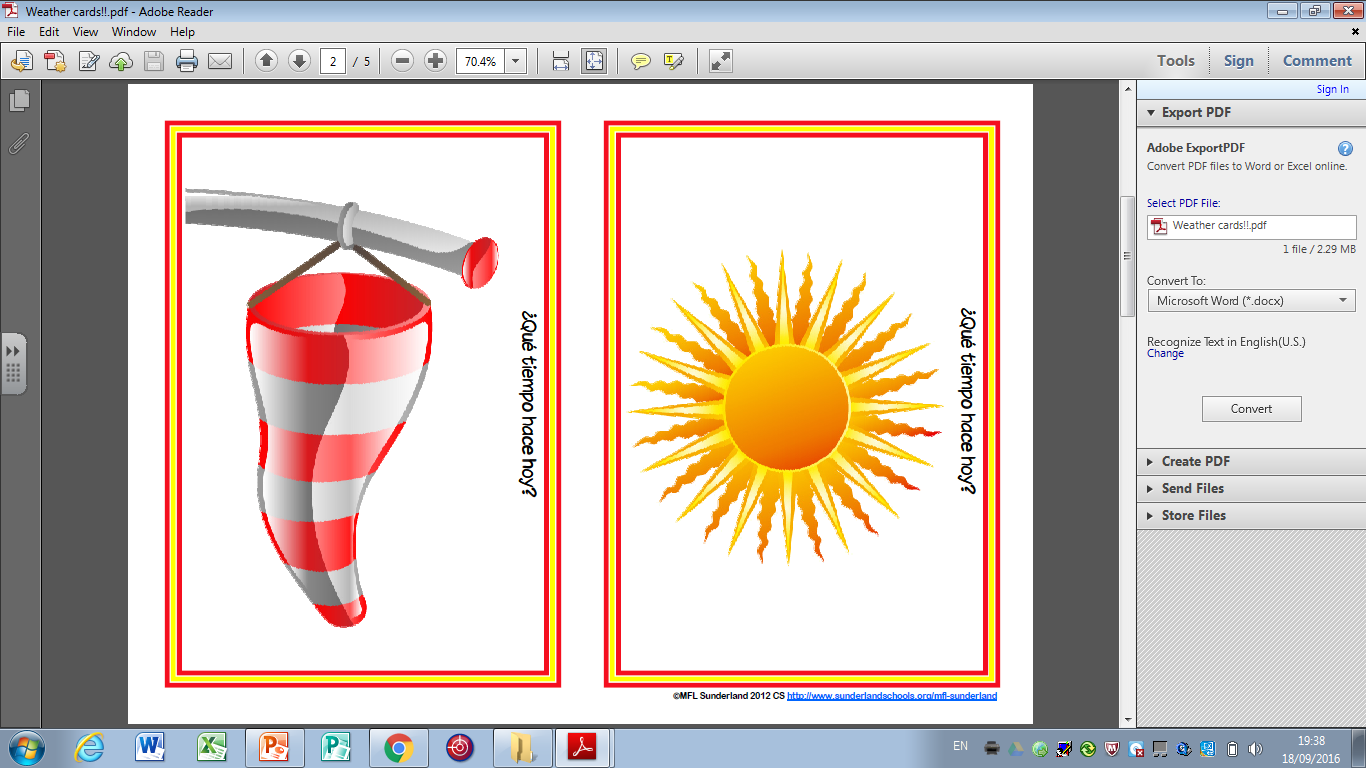 Weather cards!!.pdf - Adobe Reader
File Edit View Window Help
2 / 5 70.4% Tools Sign Comment
Sign In
Export PDF
Adobe ExportPDF
Convert PDF files to Word or Excel online.
Select PDF File:
Weather cards!!.pdf
1 file / 2.29 MB
Convert To:
Microsoft Word (*.docx)
Recognize Text in English(U.S.)
Change
Convert
Create PDF
Send Files
Store Files
¿Qué tiempo hace hoy?
¿Qué tiempo hace hoy?
©MFL Sunderland 2012 CS http://www.sunderlandschools.org/mfl-sunderland
EN
19:38
18/09/2016